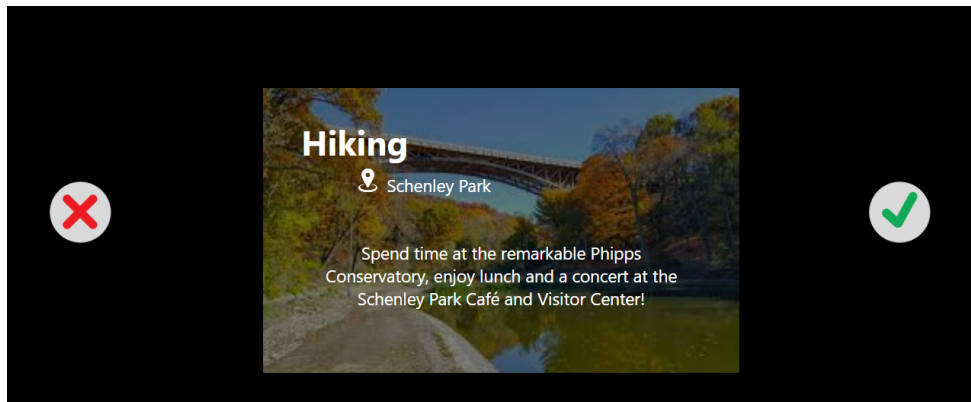 Hiking
Schenley Park
Spend time at the remarkable Phipps
Conservatory, enjoy lunch and a concert at the
Schenley Park Café and Visitor Center!